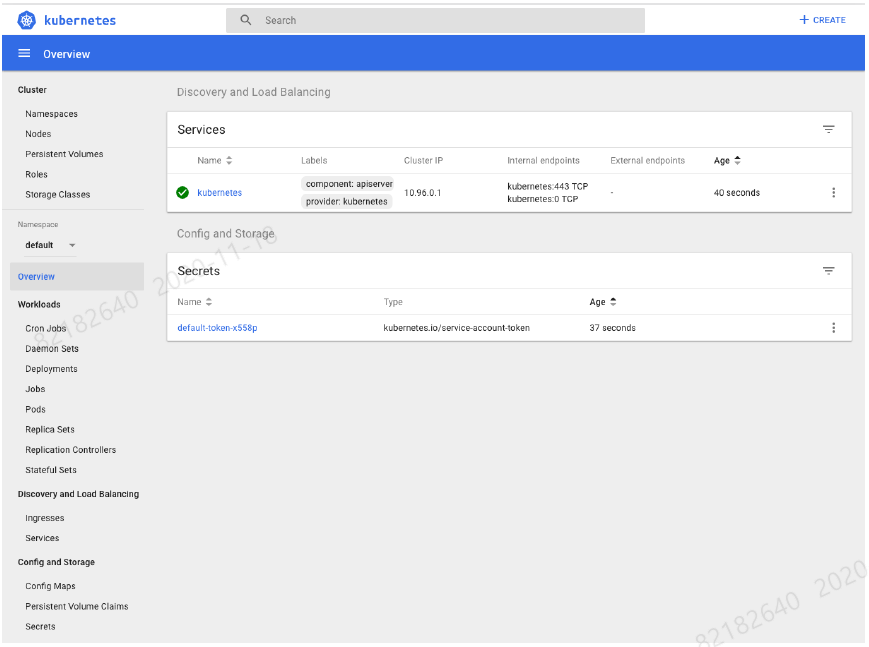 kubernetes
Search
+ CREATE
Overview
Cluster
Namespaces
Nodes
Persistent Volumes
Roles
Storage Classes
Namespace
default
Overview
Workloads
Cron Jobs
Daemon Sets
Deployments
Jobs
Pods
Replica Sets
Replication Controllers
Stateful Sets
Discovery and Load Balancing
Ingresses
Services
Config and Storage
Config Maps
Persistent Volume Claims
Secrets
Discovery and Load Balancing
Services
Name Labels Cluster IP Internal endpoints External endpoints Age
kubernetes component: apiserver provider: kubernetes 10.96.0.1 kubernetes:443 TCP kubernetes:0 TCP - 40 seconds
Config and Storage
Secrets
Name Type Age
default-token-x558p kubernetes.io/service-account-token 37 seconds
82182640 2020-11-18
82182640 2020